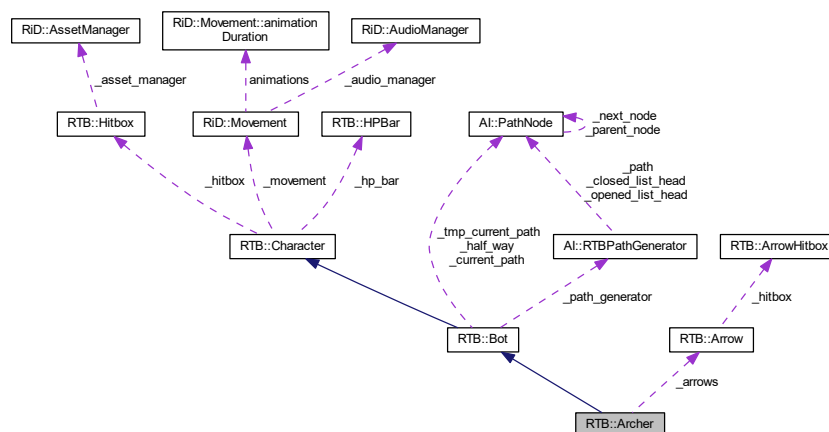 RiD::AssetManager
RiD::Movement::animation
Duration
RiD::AudioManager
_asset_manager
animations
_audio_manager
RTB::Hitbox
RiD::Movement
RTB::HPBar
AI::PathNode
_next_node
_parent_node
_hitbox
_movement
_hp_bar
_path
_closed_list_head
_opened_list_head
_tmp_current_path
_half_way
_current_path
RTB::Character
AI::RTBPathGenerator
RTB::ArrowHitbox
_path_generator
_hitbox
RTB::Bot
RTB::Arrow
_arrows
RTB::Archer